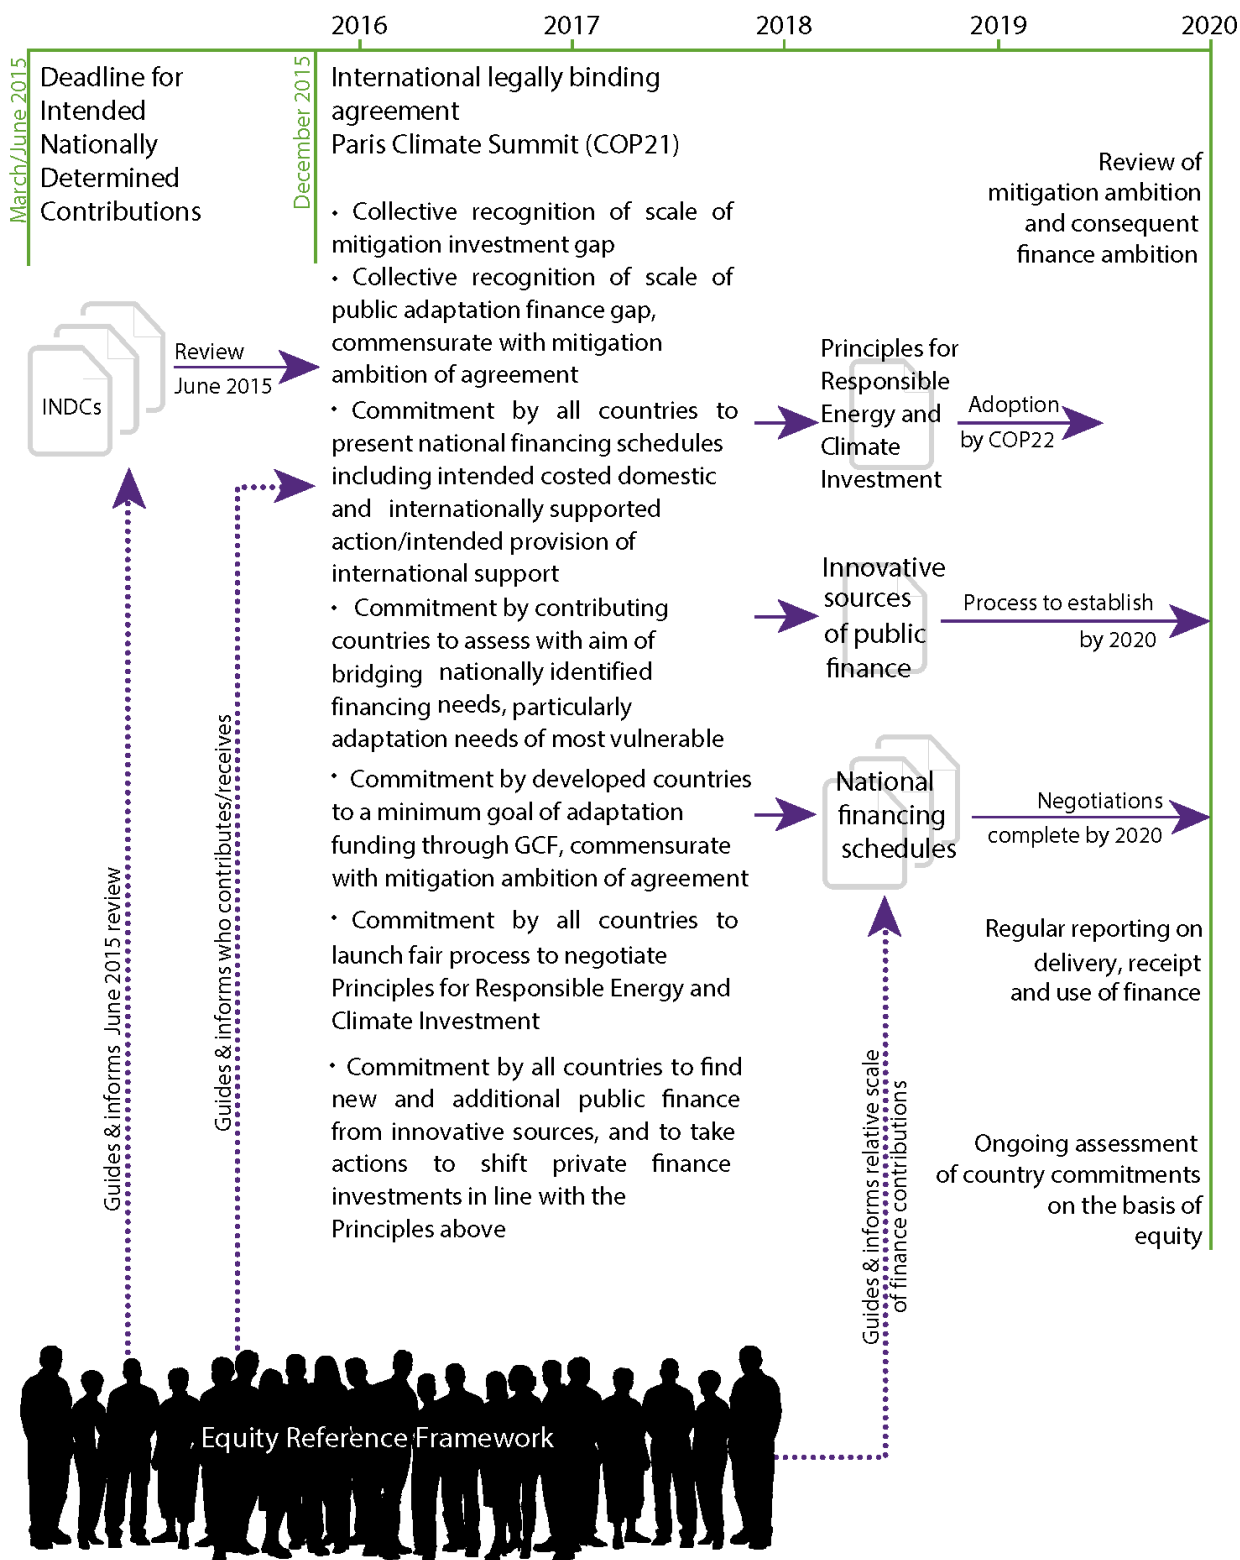 2016
2017
2018
2019
2020
March/June 2015
Deadline for
Intended
Nationally
Determined
Contributions
December 2015
International legally binding
agreement
Paris Climate Summit (COP21)
• Collective recognition of scale of
mitigation investment gap
• Collective recognition of scale of
public adaptation finance gap,
commensurate with mitigation
ambition of agreement
• Commitment by all countries to
present national financing schedules
including intended costed domestic
and internationally supported
action/intended provision of
international support
• Commitment by contributing
countries to assess with aim of
bridging nationally identified
financing needs, particularly
adaptation needs of most vulnerable
• Commitment by developed countries
to a minimum goal of adaptation
funding through GCF, commensurate
with mitigation ambition of agreement
• Commitment by all countries to
launch fair process to negotiate
Principles for Responsible Energy and
Climate Investment
• Commitment by all countries to find
new and additional public finance
from innovative sources, and to take
actions to shift private finance
investments in line with the
Principles above
INDCs
Review
June 2015
Guides & informs June 2015 review
Guides & informs who contributes/receives
Principles for
Responsible
Energy and
Climate
Investment
Adoption
by COP22
Innovative
sources
of public
finance
Process to establish
by 2020
National
financing
schedules
Negotiations
complete by 2020
Guides & informs relative scale
of finance contributions
Review of
mitigation ambition
and consequent
finance ambition
Regular reporting on
delivery, receipt
and use of finance
Ongoing assessment
of country commitments
on the basis of
equity
Equity Reference Framework